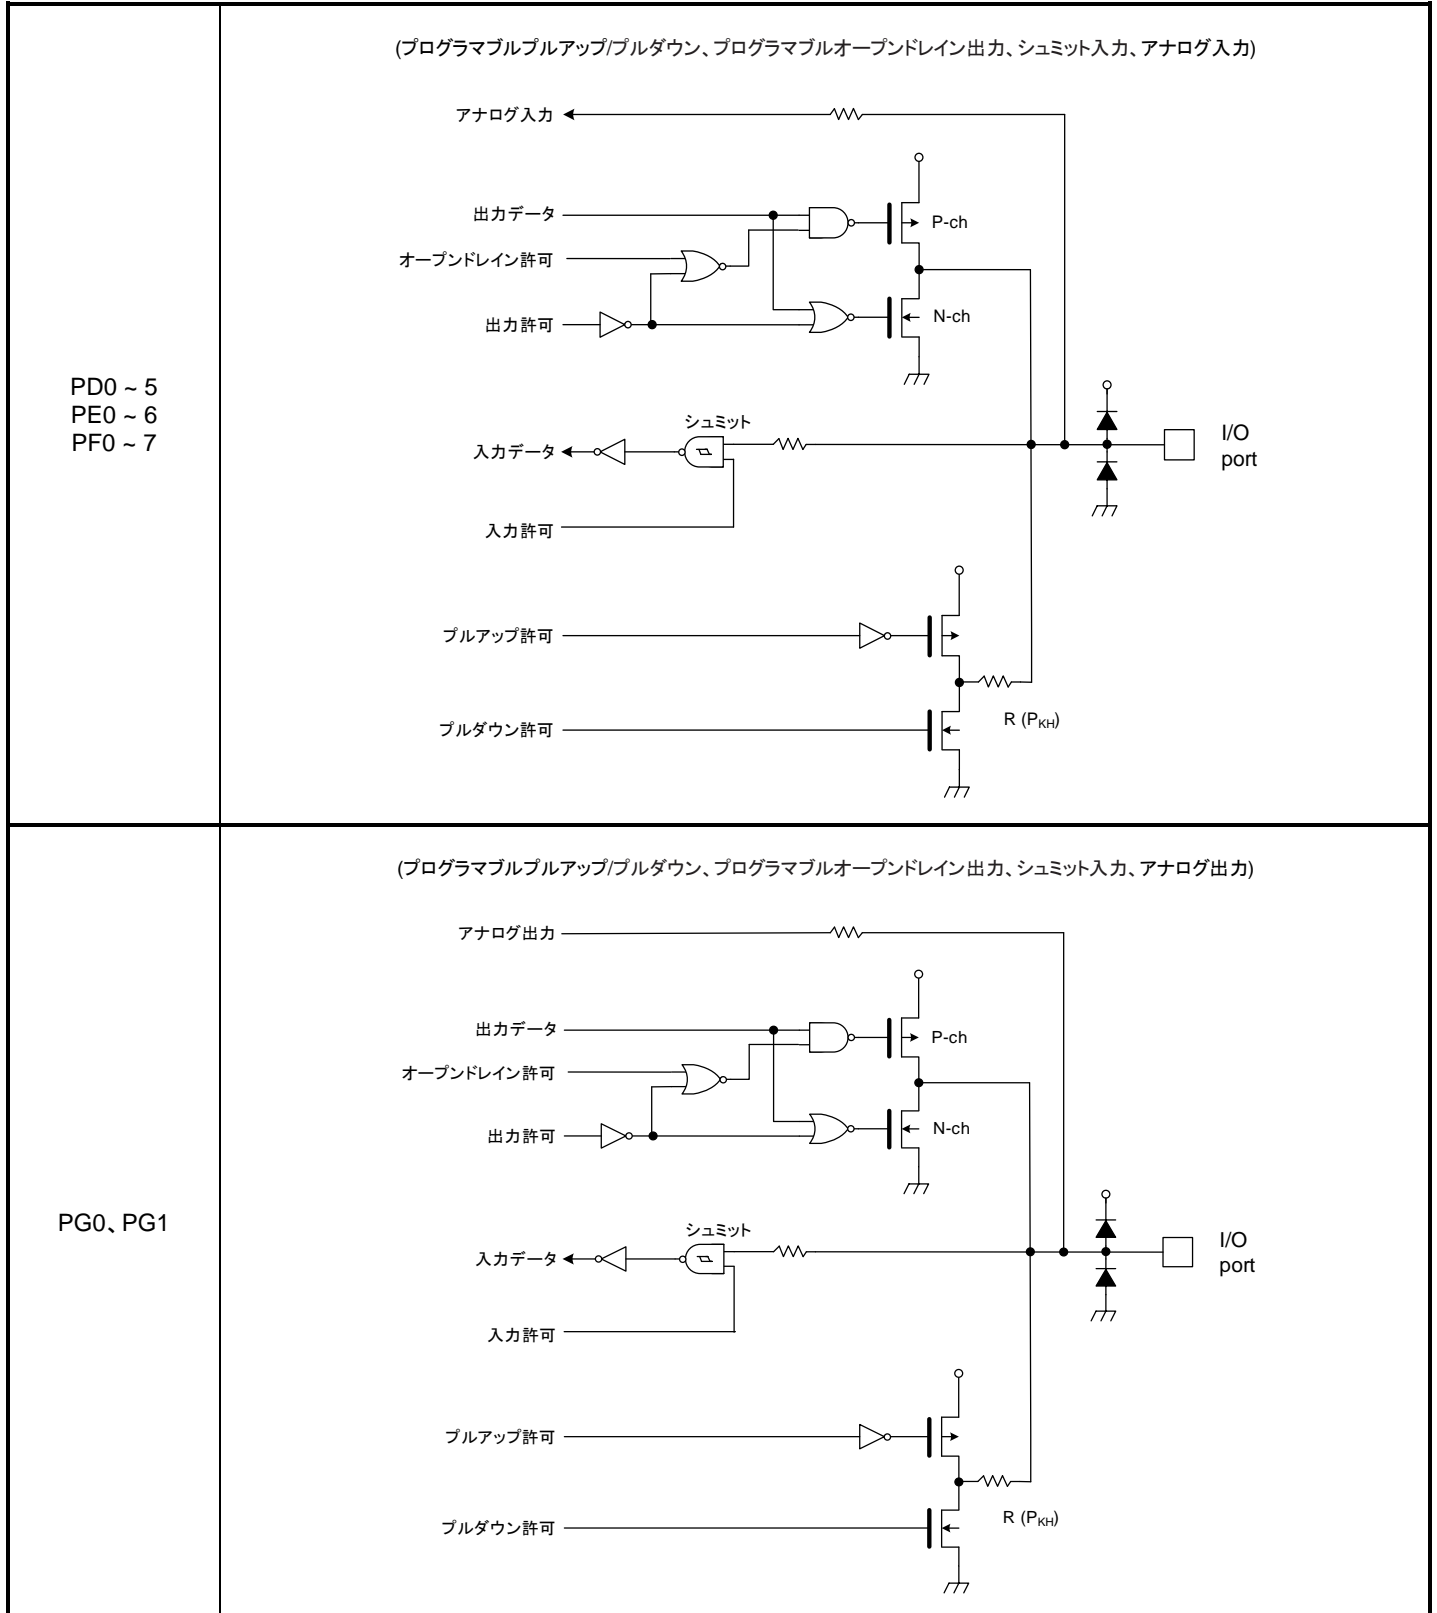 (プログラマブルプルアップ/プルダウン、プログラマブルオープンドレイン出力、シュミット入力、アナログ入力)
アナログ入力
出力データ
P-ch
オープンドレイン許可
N-ch
出力許可
PD0 ~ 5
PE0 ~ 6
PF0 ~ 7
シュミット
入力データ
I/O
port
入力許可
プルアップ許可
R (PKH)
プルダウン許可
(プログラマブルプルアップ/プルダウン、プログラマブルオープンドレイン出力、シュミット入力、アナログ出力)
アナログ出力
出力データ
P-ch
オープンドレイン許可
N-ch
出力許可
PG0、PG1
シュミット
入力データ
I/O
port
入力許可
プルアップ許可
R (PKH)
プルダウン許可